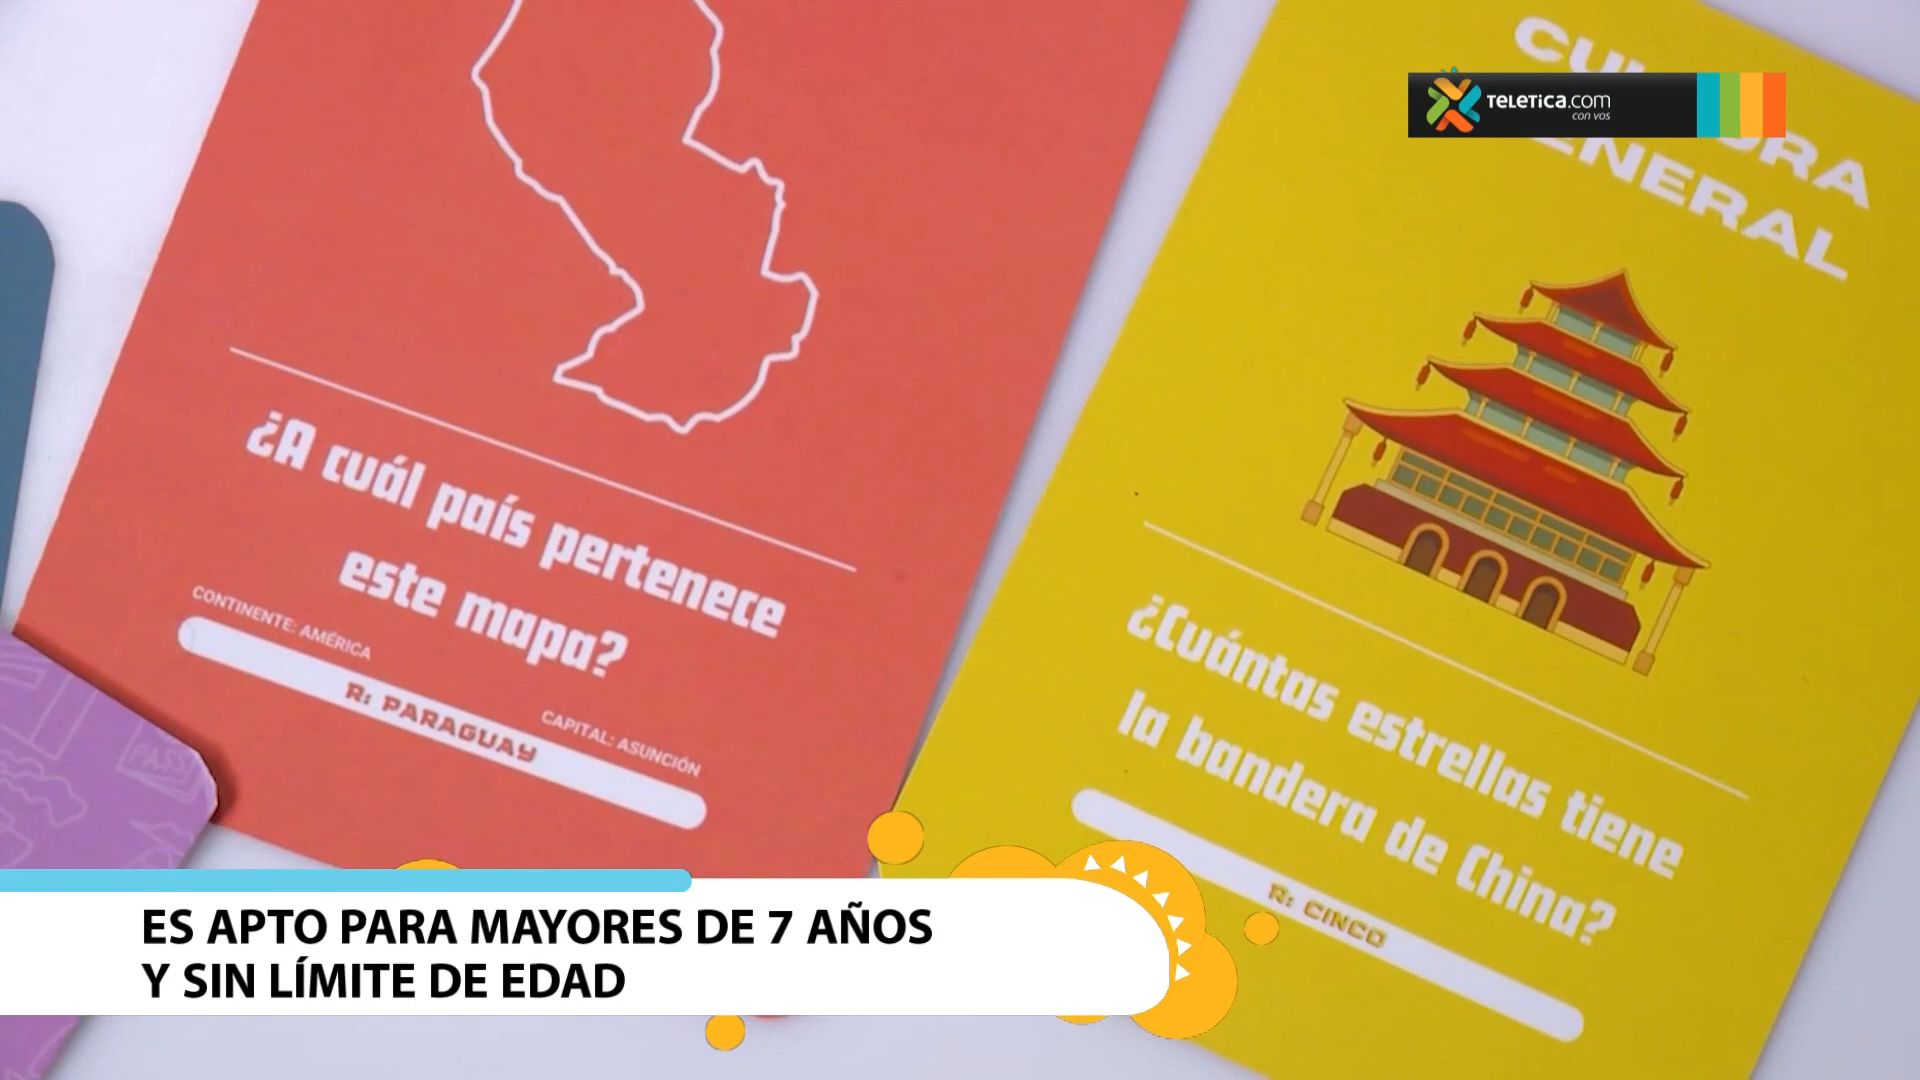 ¿A cuál país pertenece
este mapa?
CONTINENTE: AMÉRICA
R: PARAGUAY
CAPITAL: ASUNCIÓN
PASS
TELETICA.com
con vos
¿Cuántas estrellas tiene
la bandera de China?
R: CINCO
ES APTO PARA MAYORES DE 7 AÑOS
Y SIN LÍMITE DE EDAD